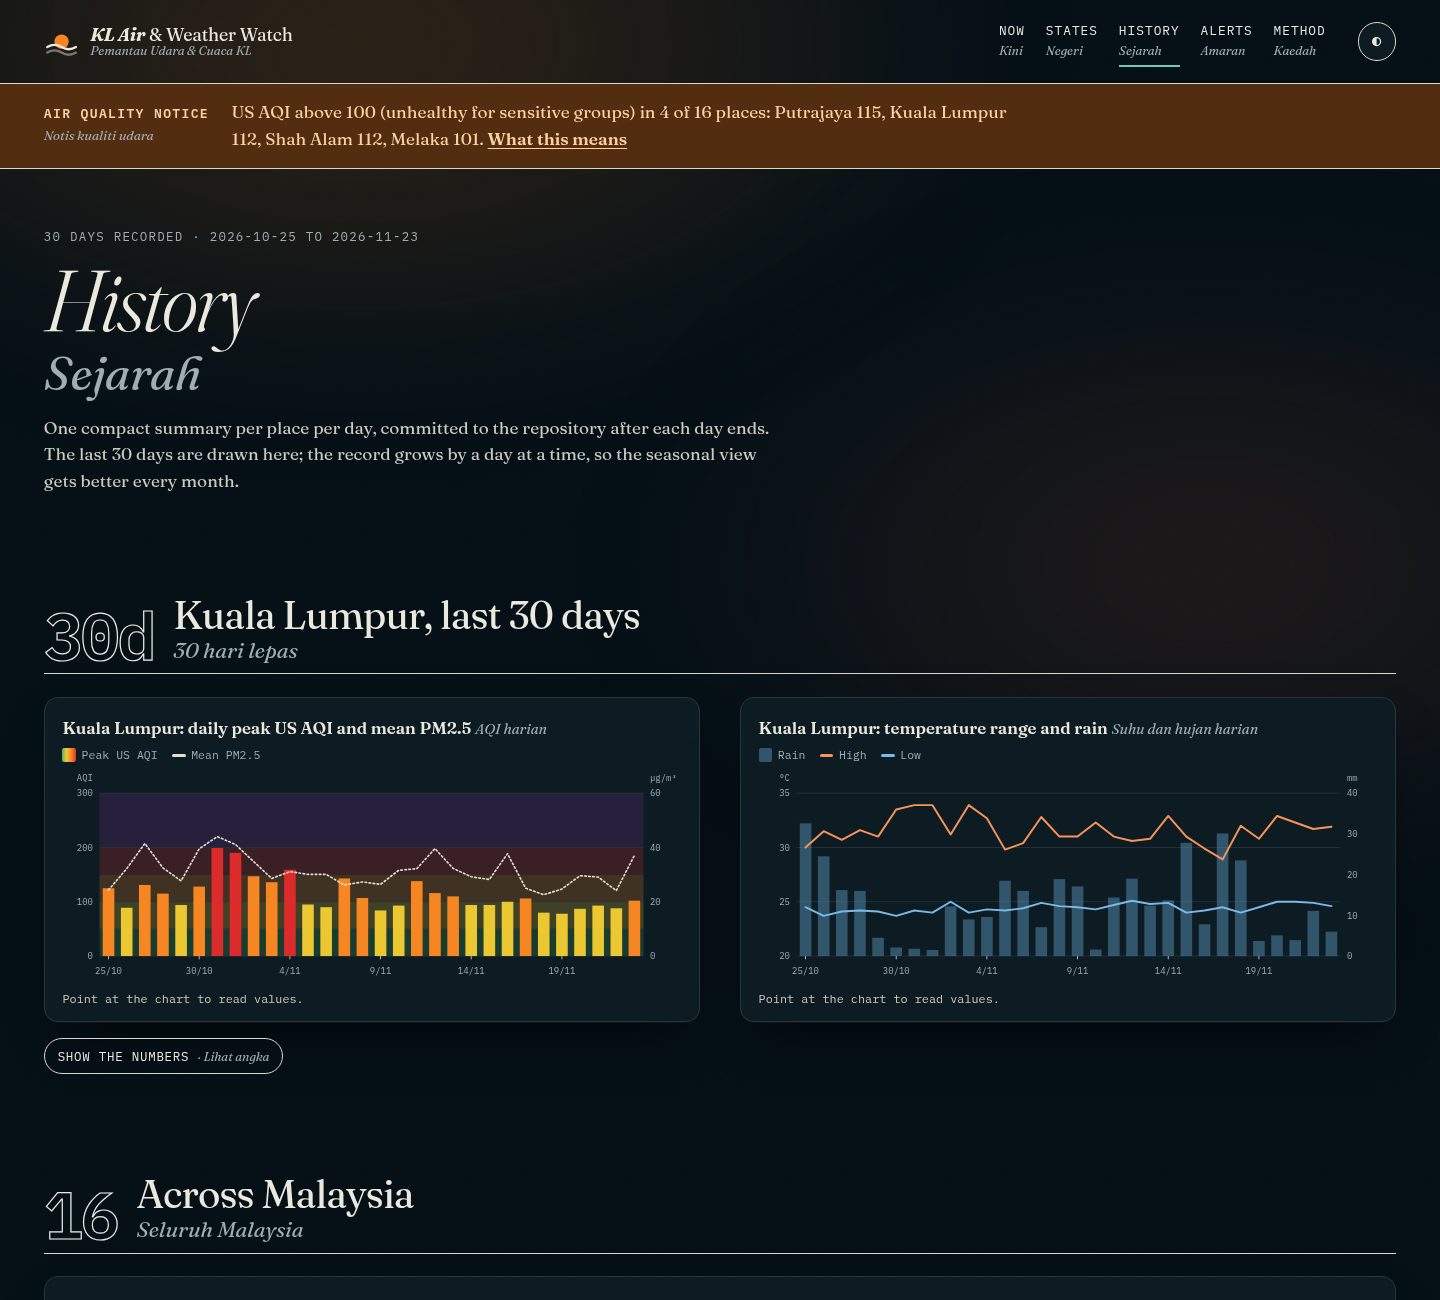 KL Air & Weather Watch
Pemantau Udara & Cuaca KL
NOW
Kini
STATES
Negeri
HISTORY
Sejarah
ALERTS
Amaran
METHOD
Kaedah
AIR QUALITY NOTICE
Notis kualiti udara
US AQI above 100 (unhealthy for sensitive groups) in 4 of 16 places: Putrajaya 115, Kuala Lumpur
112, Shah Alam 112, Melaka 101. What this means
30 DAYS RECORDED · 2026-10-25 TO 2026-11-23
History
Sejarah
One compact summary per place per day, committed to the repository after each day ends.
The last 30 days are drawn here; the record grows by a day at a time, so the seasonal view
gets better every month.
30d
Kuala Lumpur, last 30 days
30 hari lepas
Kuala Lumpur: daily peak US AQI and mean PM2.5 AQI harian
Peak US AQI Mean PM2.5
AQI µg/m³
300 60
200 40
100 20
0 0
25/10 30/10 4/11 9/11 14/11 19/11
Point at the chart to read values.
Kuala Lumpur: temperature range and rain Suhu dan hujan harian
Rain High Low
°C mm
35 40
30 30
20
25 10
20 0
25/10 30/10 4/11 9/11 14/11 19/11
Point at the chart to read values.
SHOW THE NUMBERS · Lihat angka
16
Across Malaysia
Seluruh Malaysia